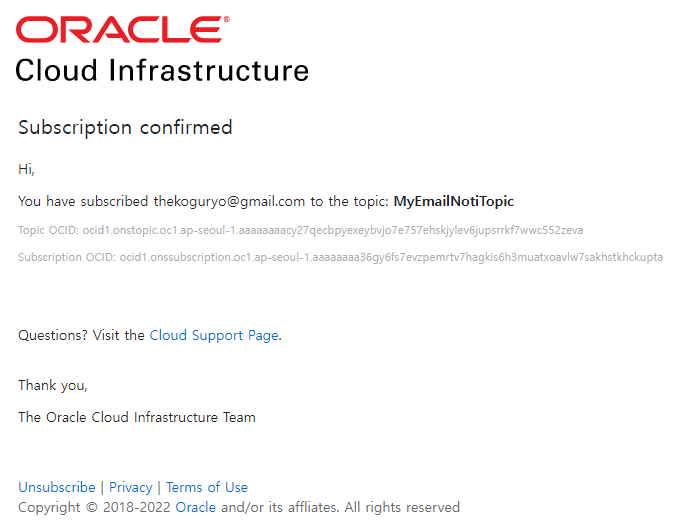 ORACLE®
Cloud Infrastructure
Subscription confirmed
Hi,
You have subscribed thekoguryo@gmail.com to the topic: MyEmailNotiTopic
Topic OCID: ocid1.onstopic.oc1.ap-seoul-1.aaaaaaaacy27qecbpyexeybvjo7e757ehskjylev6jupsrrkf7wwc552zeva
Subscription OCID: ocid1.onssubscription.oc1.ap-seoul-1.aaaaaaaa36gy6fs7evzpemrtv7hagkis6h3muatxoavlw7sakhstkhckupta
Questions? Visit the Cloud Support Page.
Thank you,
The Oracle Cloud Infrastructure Team
Unsubscribe | Privacy | Terms of Use
Copyright © 2018-2022 Oracle and/or its affliates. All rights reserved